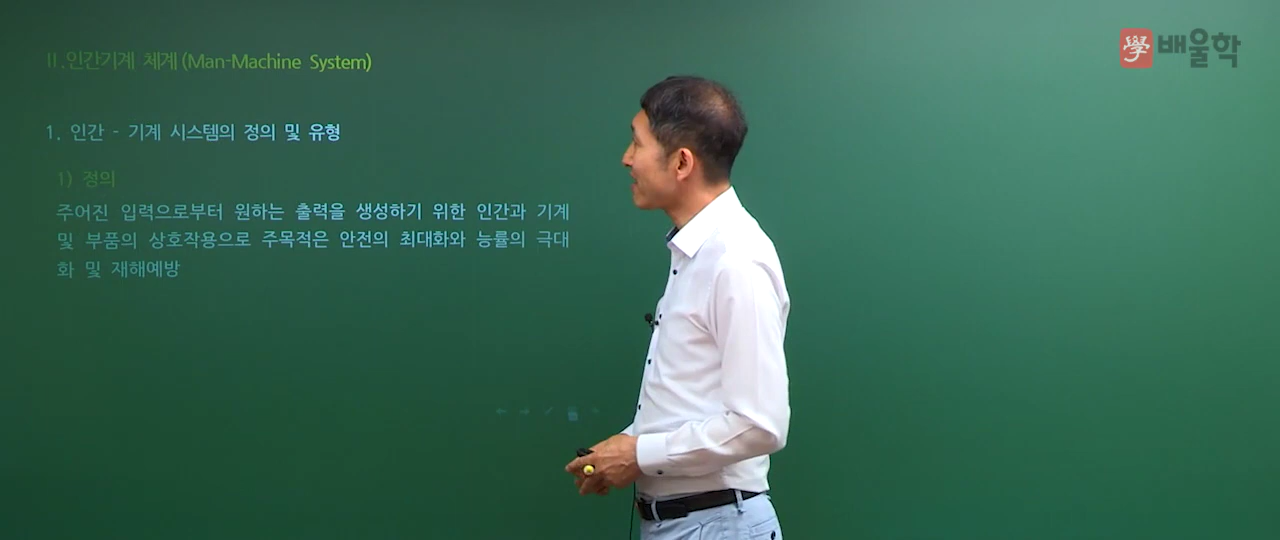 II.인간기계 체계(Man-Machine System)
學 배울학
1. 인간 - 기계 시스템의 정의 및 유형
1) 정의
주어진 입력으로부터 원하는 출력을 생성하기 위한 인간과 기계
및 부품의 상호작용으로 주목적은 안전의 최대화와 능률의 극대
화 및 재해예방